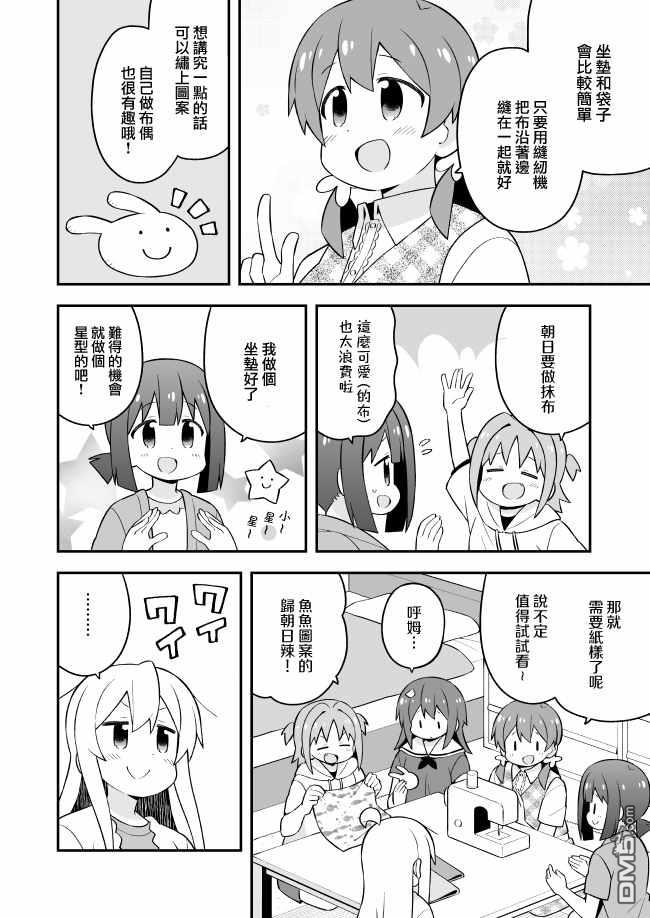 坐墊和袋子
會比較簡單
只要用縫紉機
把布沿著邊
縫在一起就好
想講究一點的話
可以繡上圖案
自己做布偶
也很有趣哦！
朝日要做抹布
這麼可愛(的布)
也太浪費啦
我做個
坐墊好了
難得的機會
就做個
星型的吧！
小～
星～
星～
那就
需要紙樣了呢
說不定
值得試試看～
呼姆…
魚魚圖案的
歸朝日辣！
ワイ
ワイ
………
DM5.com